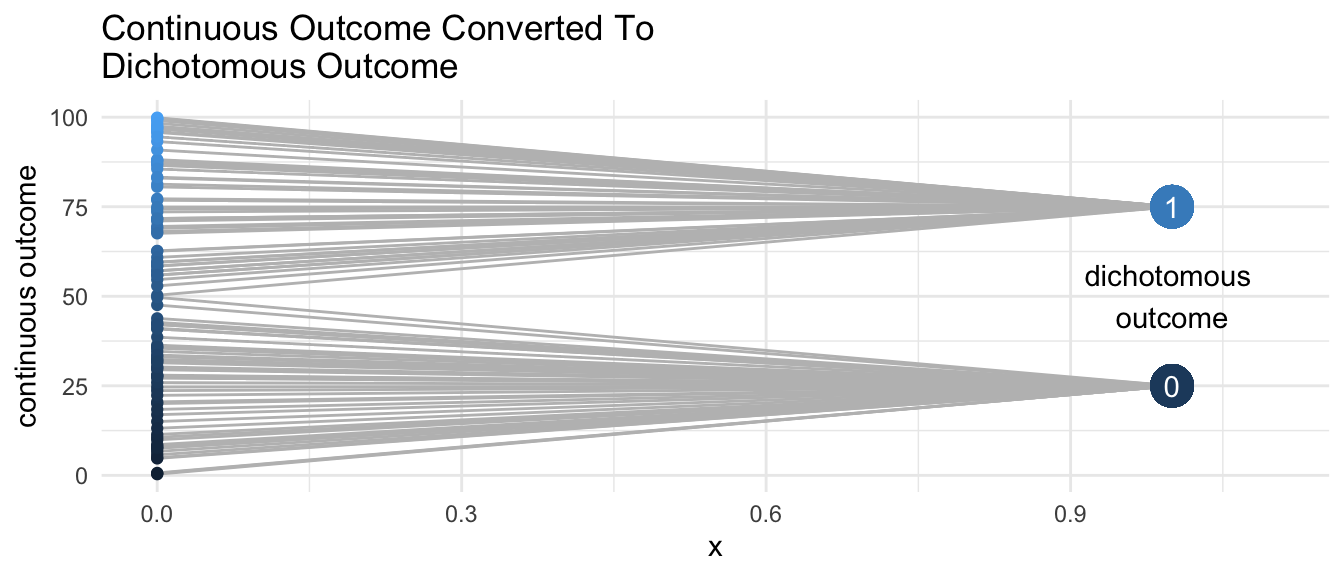 Continuous Outcome Converted To
Dichotomous Outcome
continuous outcome
100
75
50
25
0
1
dichotomous
outcome
0
0.0
0.3
0.6
0.9
x